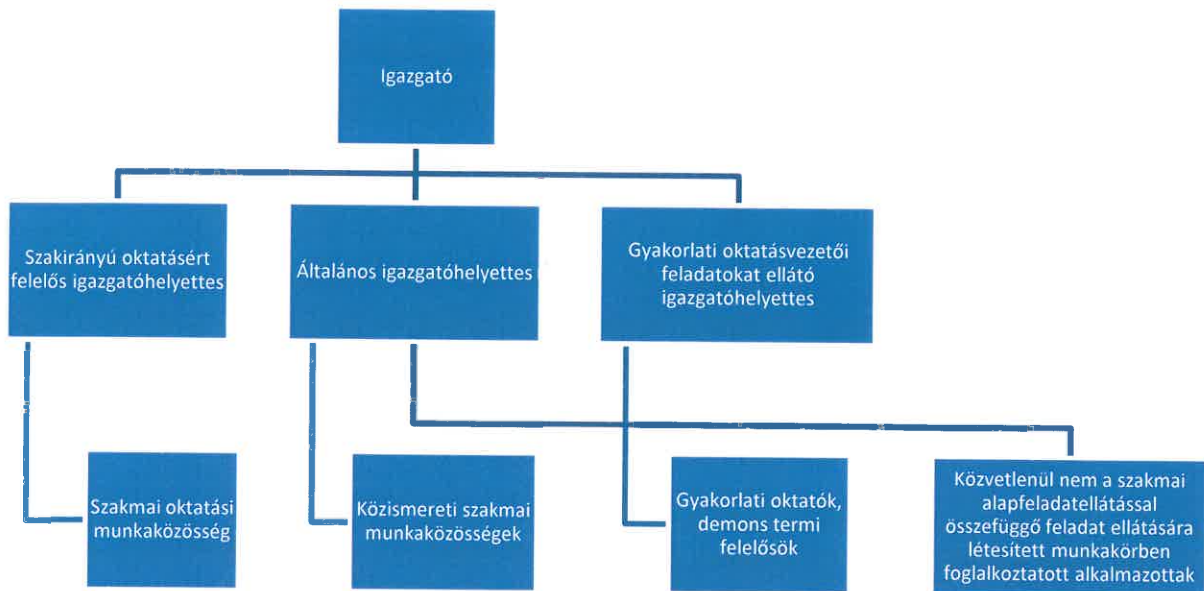 Igazgató
Szakirányú oktatásért
felelős igazgatóhelyettes
Általános igazgatóhelyettes
Gyakorlati oktatásvezetői
feladatokat ellátó
igazgatóhelyettes
Szakmai oktatási
munkaközösség
Közismereti szakmai
munkaközösségek
Gyakorlati oktatók,
demons termi
felelősök
Közvetlenül nem a szakmai
alapfeladatellátással
összefüggő feladat ellátására
létesített munkakörben
foglalkoztatott alkalmazottak